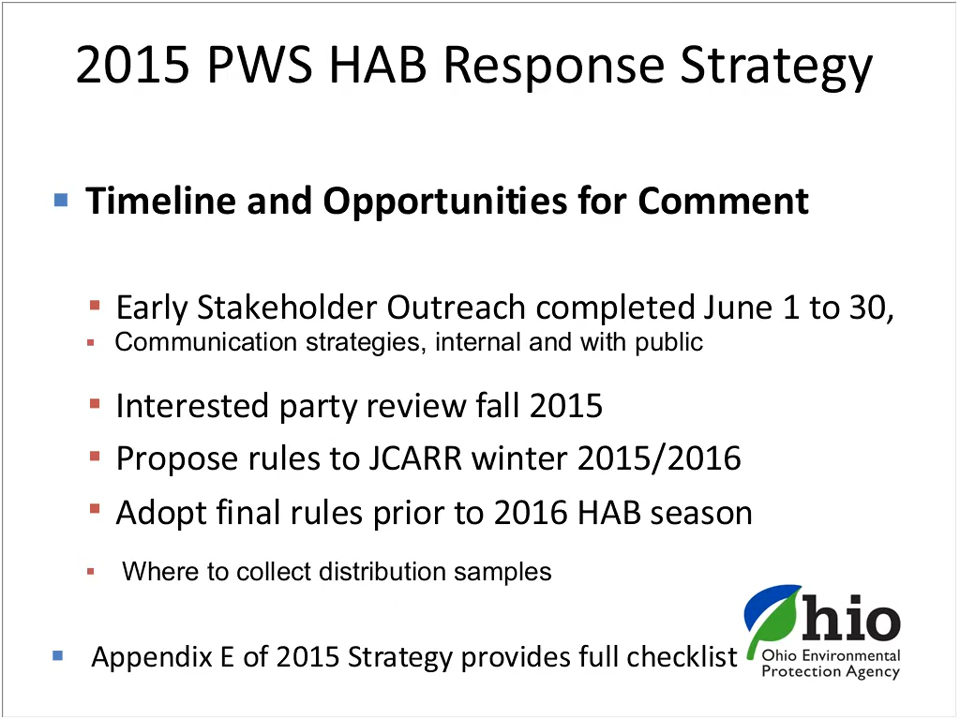 2015 PWS HAB Response Strategy
Timeline and Opportunities for Comment
Early Stakeholder Outreach completed June 1 to 30,
Communication strategies, internal and with public
Interested party review fall 2015
Propose rules to JCARR winter 2015/2016
Adopt final rules prior to 2016 HAB season
Where to collect distribution samples
Appendix E of 2015 Strategy provides full checklist
Ohio
Ohio Environmental
Protection Agency